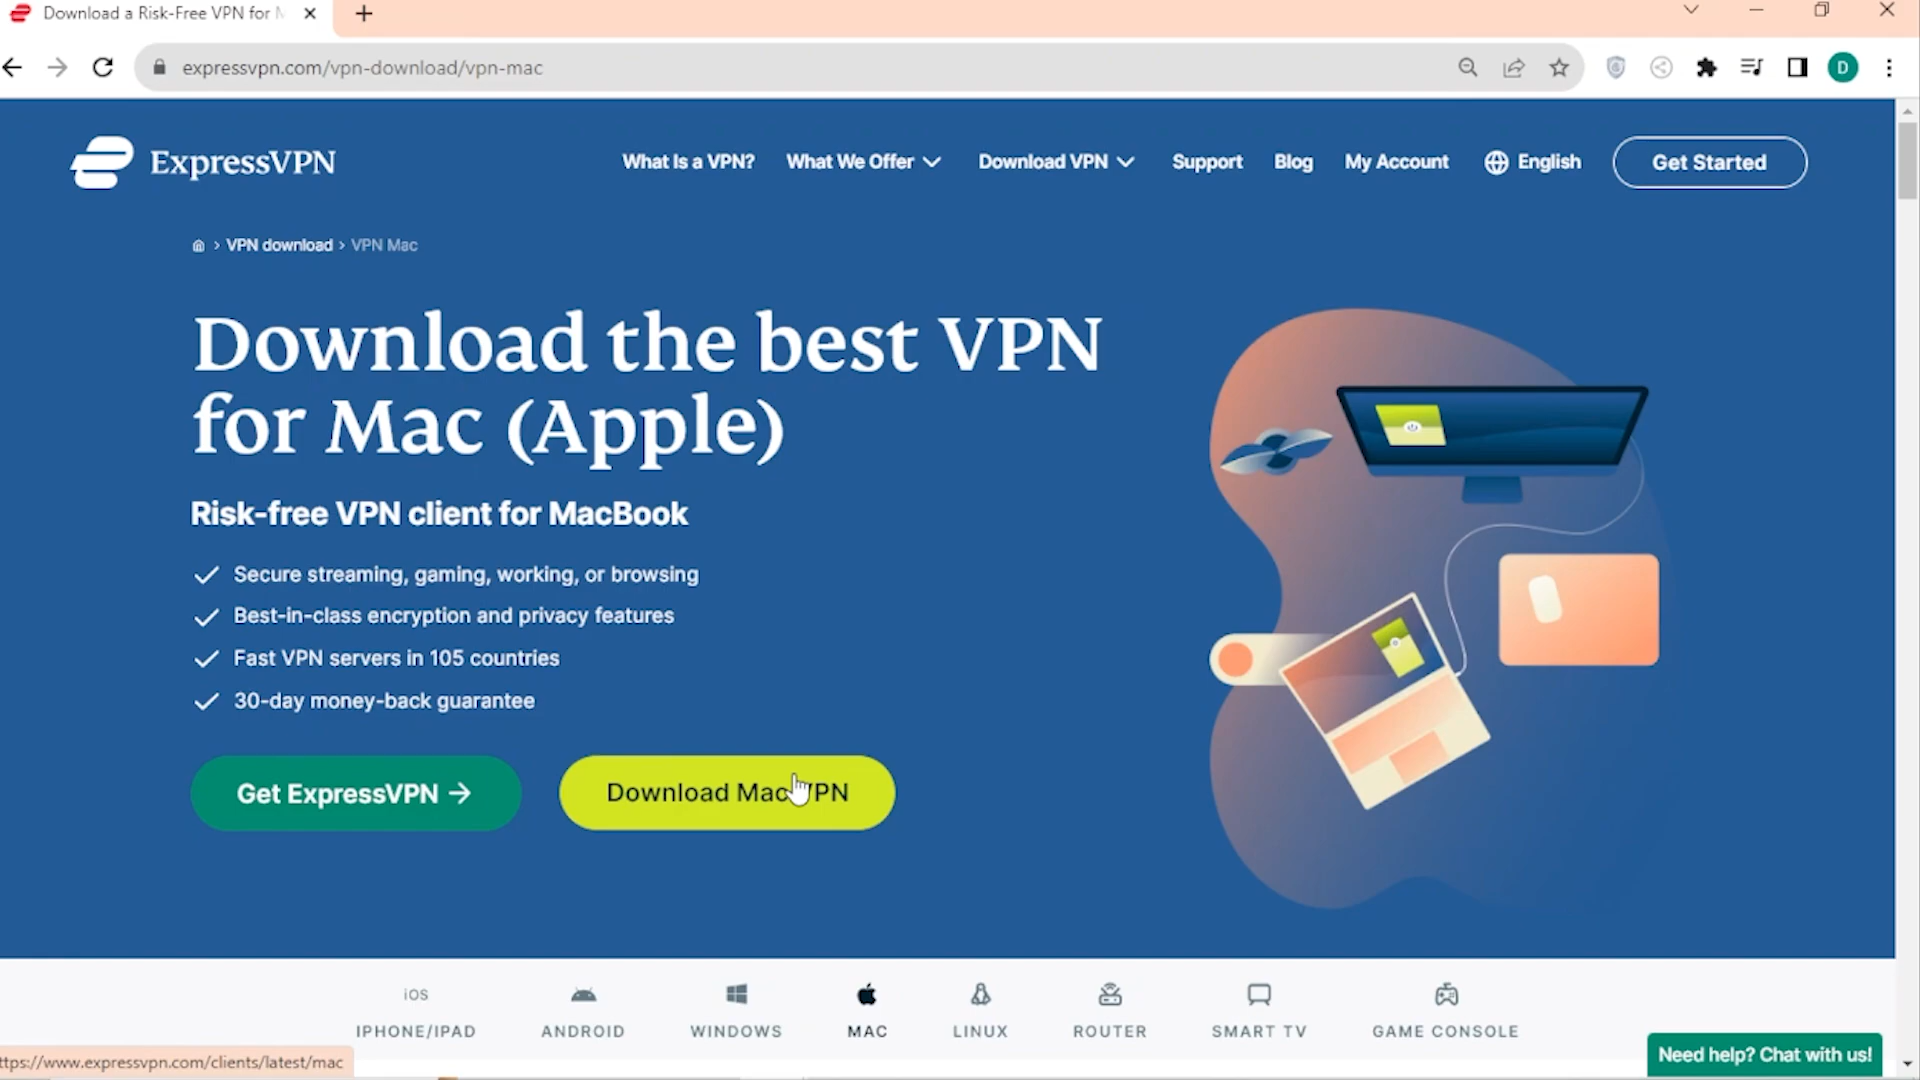 Download a Risk-Free VPN for M
expressvpn.com/vpn-download/vpn-mac
D
ExpressVPN
What Is a VPN?
What We Offer
Download VPN
Support
Blog
My Account
English
Get Started
> VPN download > VPN Mac
Download the best VPN
for Mac (Apple)
Risk-free VPN client for MacBook
Secure streaming, gaming, working, or browsing
Best-in-class encryption and privacy features
Fast VPN servers in 105 countries
30-day money-back guarantee
Get ExpressVPN →
Download Mac VPN
iOS
IPHONE/IPAD
ANDROID
WINDOWS
MAC
LINUX
ROUTER
SMART TV
GAME CONSOLE
ttps://www.expressvpn.com/clients/latest/mac
Need help? Chat with us!